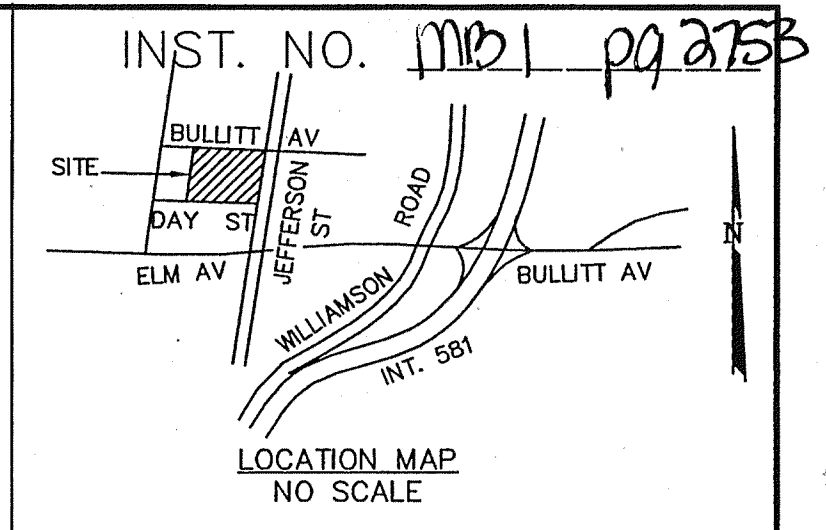 INST. NO. MB1 pg 2753
BULLITT AV
SITE
DAY ST
JEFFERSON ST
ROAD
N
ELM AV
BULLITT AV
WILLIAMSON
INT. 581
LOCATION MAP
NO SCALE